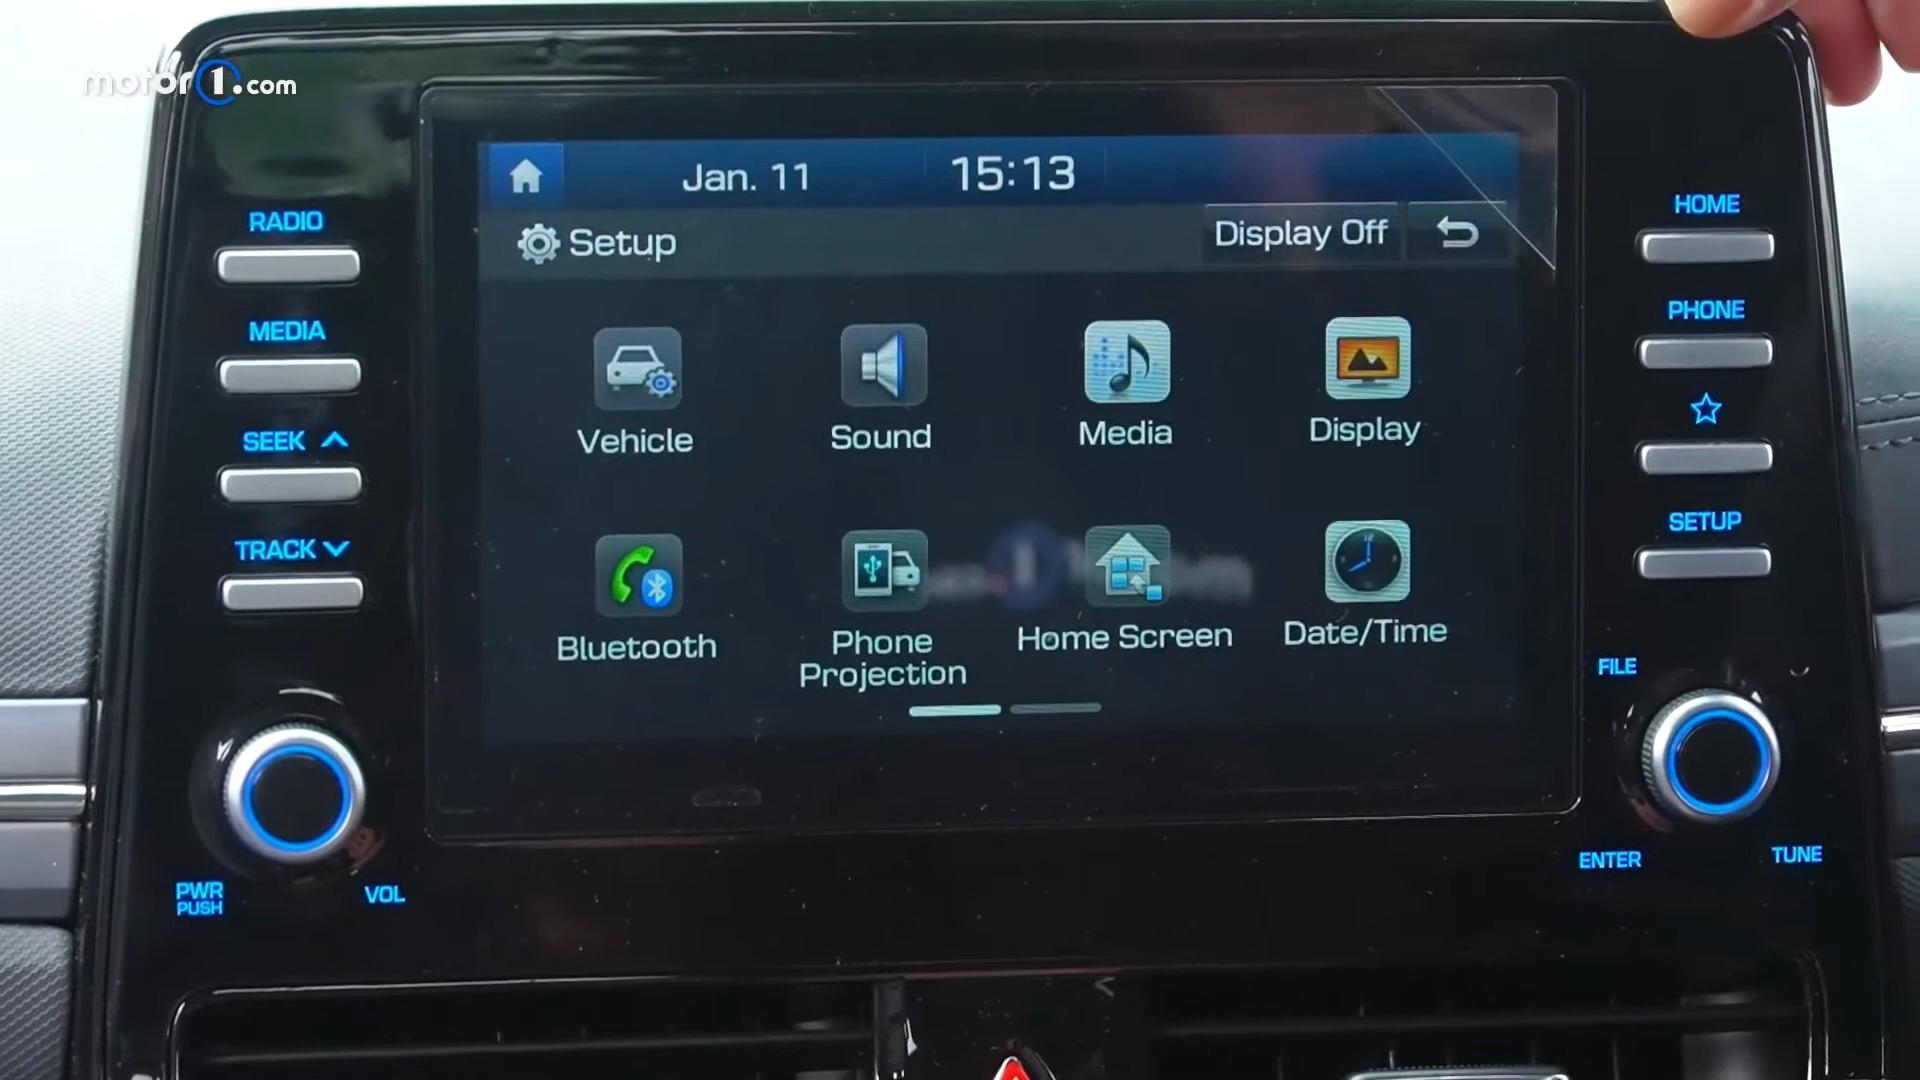 motor1.com
Jan. 11
15:13
Setup
Display Off
Vehicle
Sound
Media
Display
Bluetooth
Phone
Projection
Home Screen
Date/Time
RADIO
MEDIA
SEEK
TRACK
PWR
PUSH
VOL
HOME
PHONE
SETUP
FILE
ENTER
TUNE